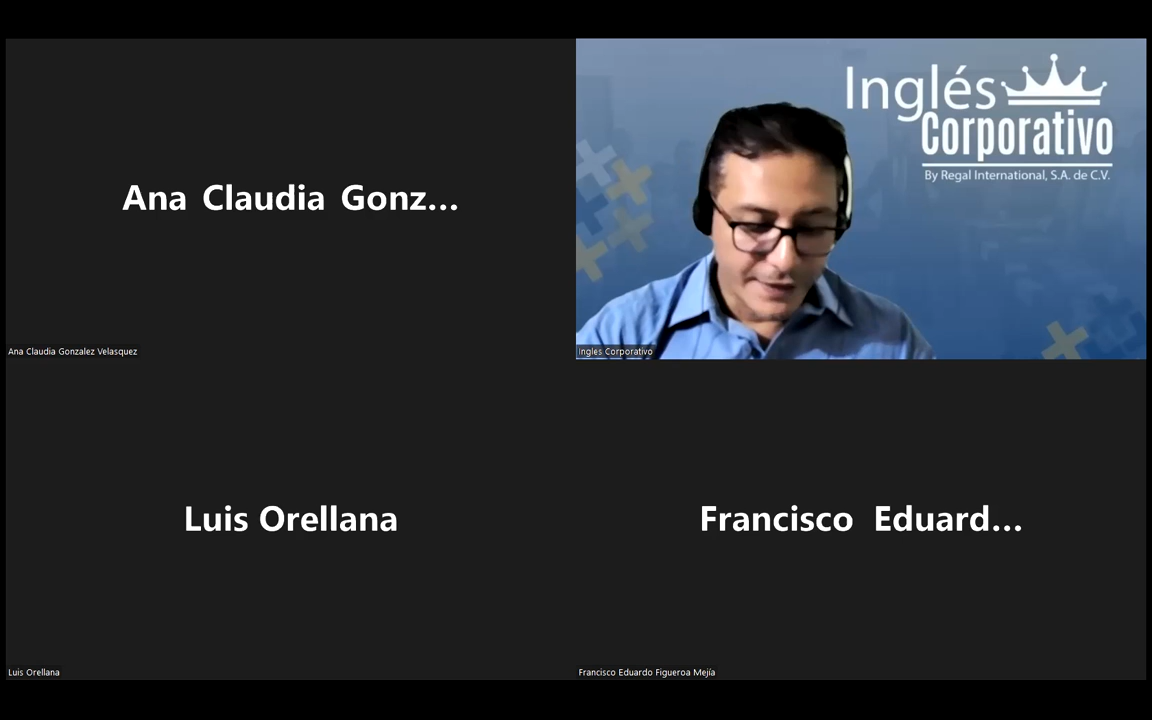 Ana Claudia Gonz...
Ana Claudia Gonzalez Velasquez
Inglés
Corporativo
By Regal International, S.A. de C.V.
Ingles Corporativo
Luis Orellana
Luis Orellana
Francisco Eduard...
Francisco Eduardo Figueroa Mejía